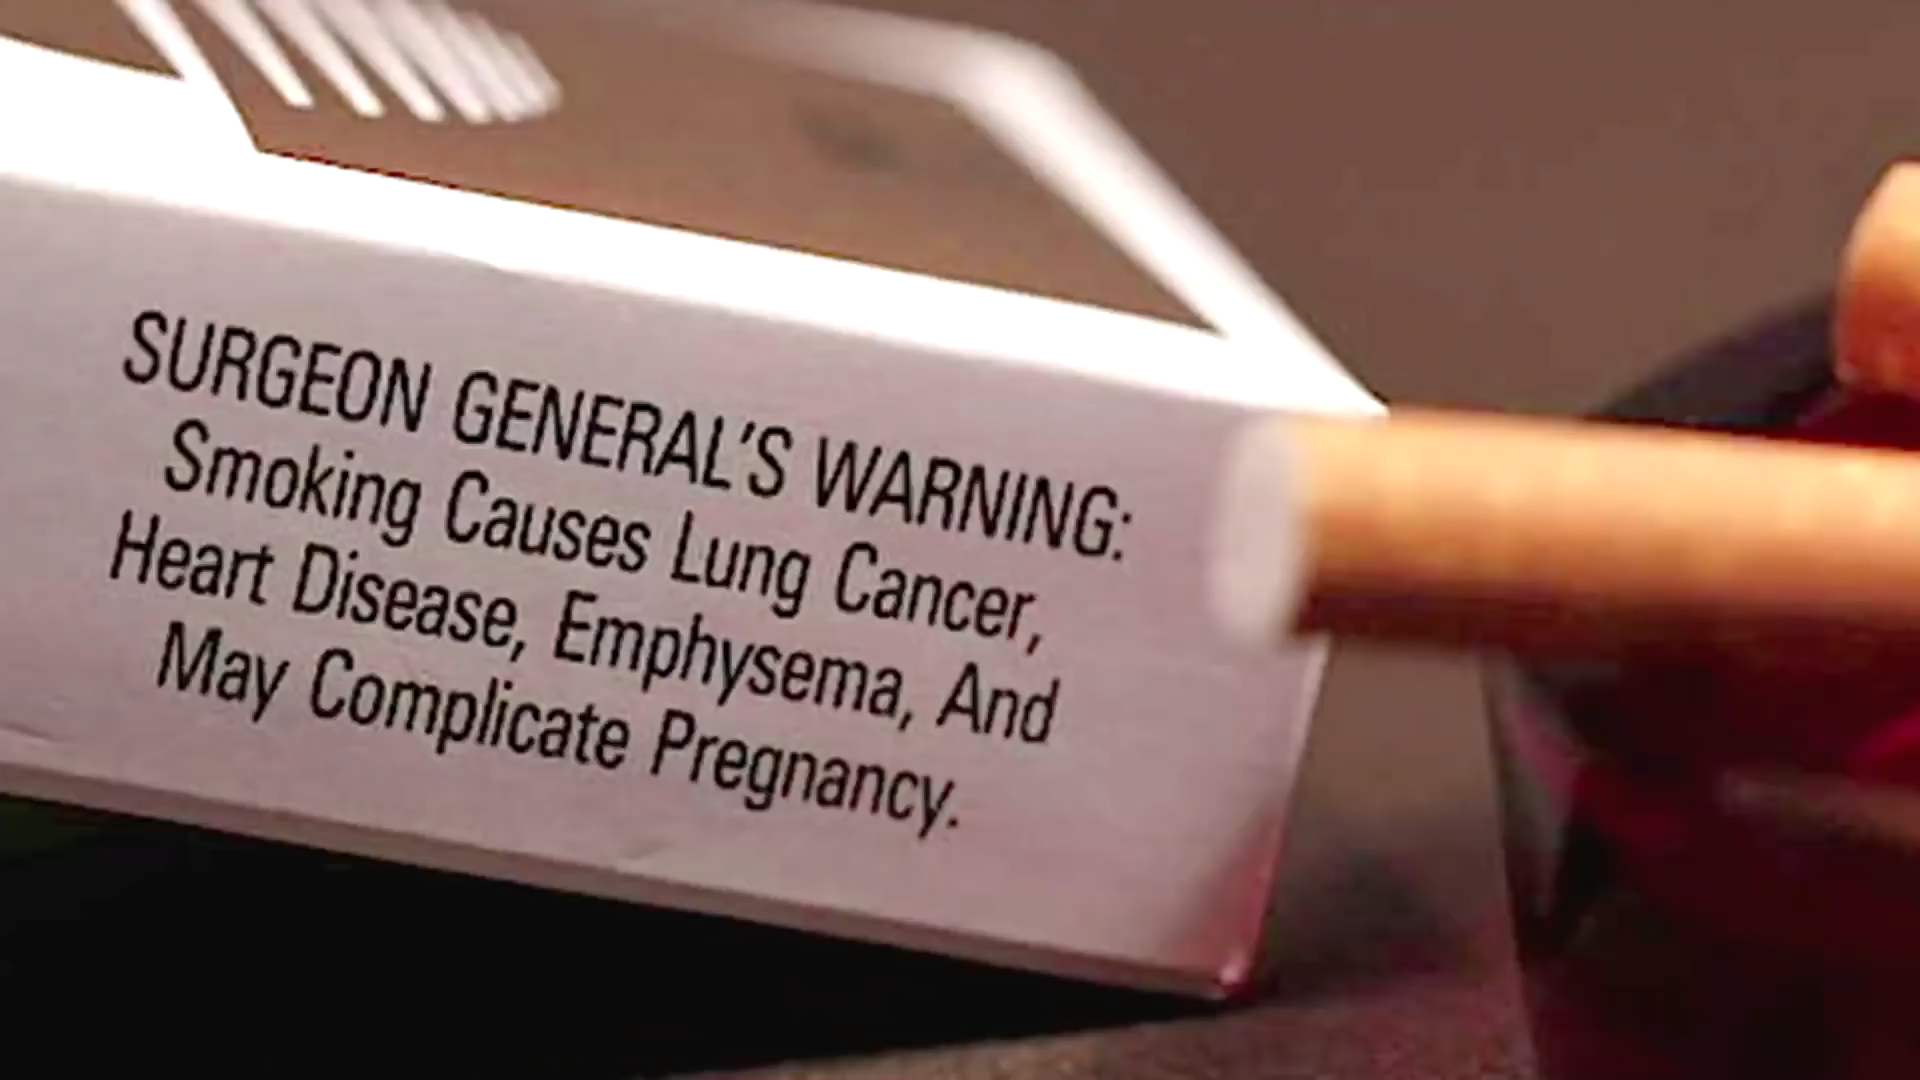 SURGEON GENERAL'S WARNING:
Smoking Causes Lung Cancer,
Heart Disease, Emphysema, And
May Complicate Pregnancy.